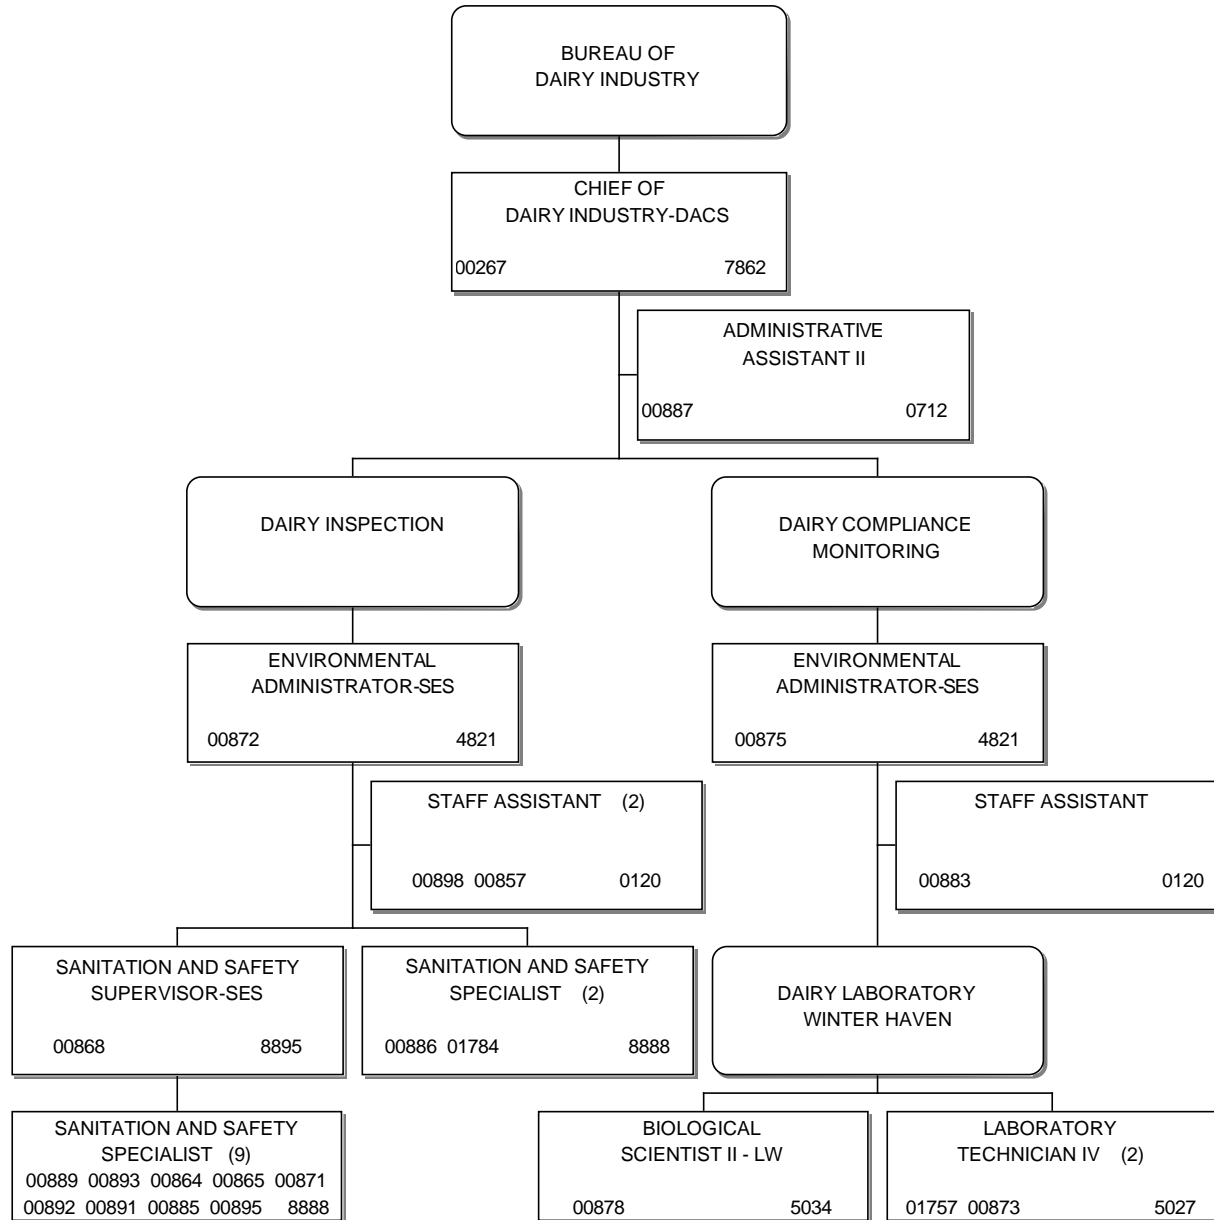 BUREAU OF
DAIRY INDUSTRY
CHIEF OF
DAIRY INDUSTRY-DACS
00267 7862
ADMINISTRATIVE
ASSISTANT II
00887 0712
DAIRY INSPECTION
DAIRY COMPLIANCE
MONITORING
ENVIRONMENTAL
ADMINISTRATOR-SES
00872 4821
ENVIRONMENTAL
ADMINISTRATOR-SES
00875 4821
STAFF ASSISTANT (2)
00898 00857 0120
STAFF ASSISTANT
00883 0120
SANITATION AND SAFETY
SUPERVISOR-SES
00868 8895
SANITATION AND SAFETY
SPECIALIST (2)
00886 01784 8888
DAIRY LABORATORY
WINTER HAVEN
SANITATION AND SAFETY
SPECIALIST (9)
00889 00893 00864 00865 00871
00892 00891 00885 00895 8888
BIOLOGICAL
SCIENTIST II - LW
00878 5034
LABORATORY
TECHNICIAN IV (2)
01757 00873 5027